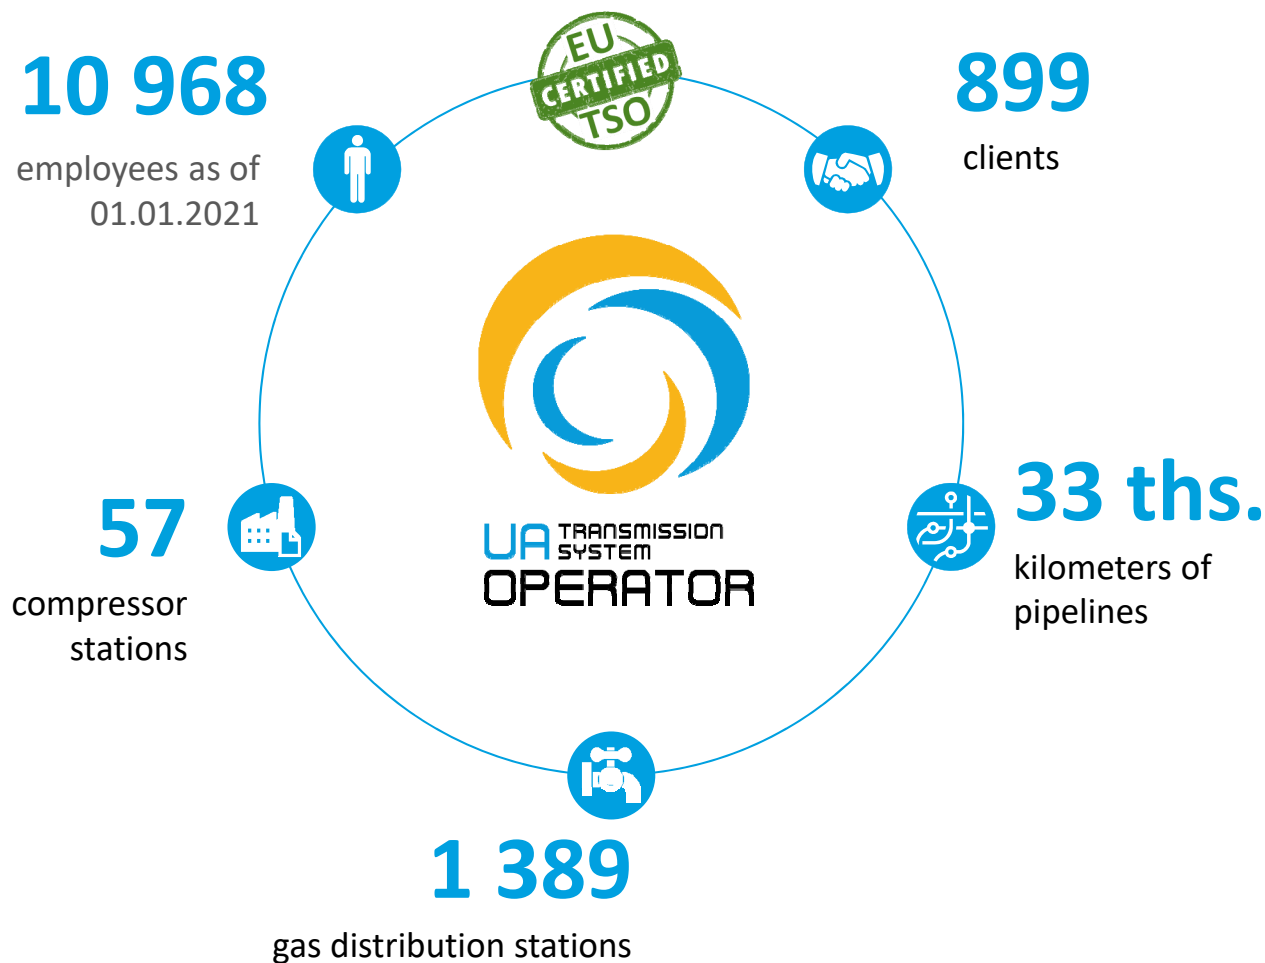 EU
CERTIFIED
TSO
10 968
employees as of
01.01.2021
899
clients
57
compressor
stations
UA TRANSMISSION
SYSTEM
OPERATOR
33 ths.
kilometers of
pipelines
1 389
gas distribution stations